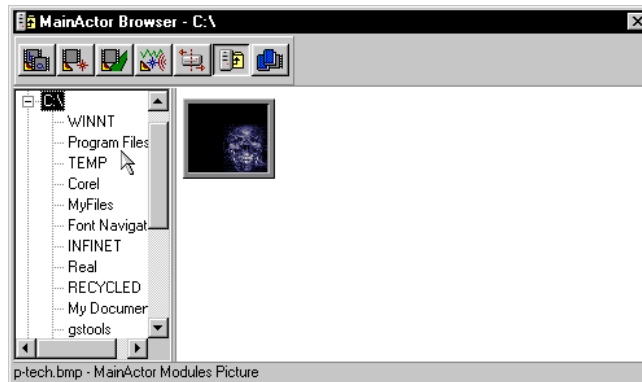 MainActor Browser - C:\
C:\
WINNT
Program Files
TEMP
Corel
MyFiles
Font Navigat
INFINET
Real
RECYCLED
My Documer
gstools
p-tech.bmp - MainActor Modules Picture